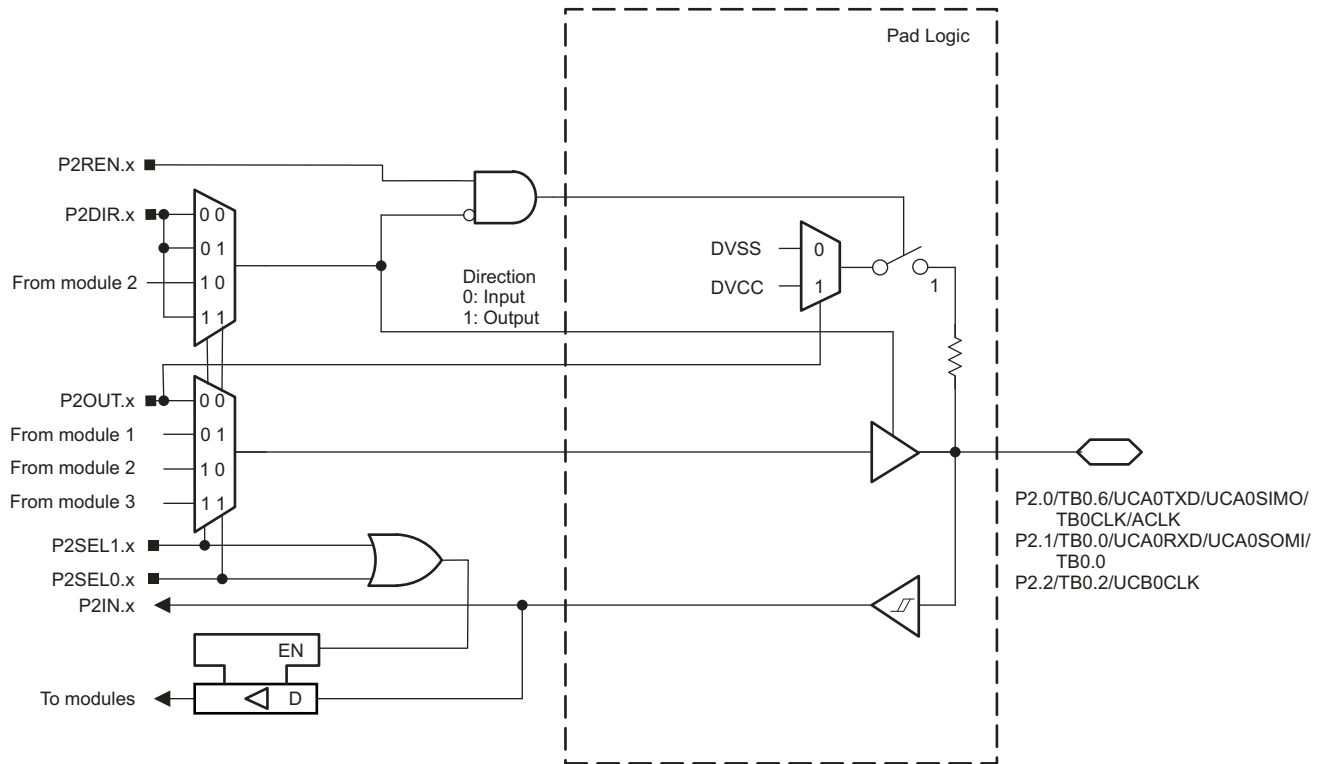 Pad Logic
P2REN.x
P2DIR.x
0 0
0 1
From module 2
1 0
1 1
Direction
0: Input
1: Output
DVSS
0
DVCC
1
1
P2OUT.x
0 0
From module 1
0 1
From module 2
1 0
From module 3
1 1
P2.0/TB0.6/UCA0TXD/UCA0SIMO/
TB0CLK/ACLK
P2.1/TB0.0/UCA0RXD/UCA0SOMI/
TB0.0
P2.2/TB0.2/UCB0CLK
P2SEL1.x
P2SEL0.x
P2IN.x
EN
To modules
D